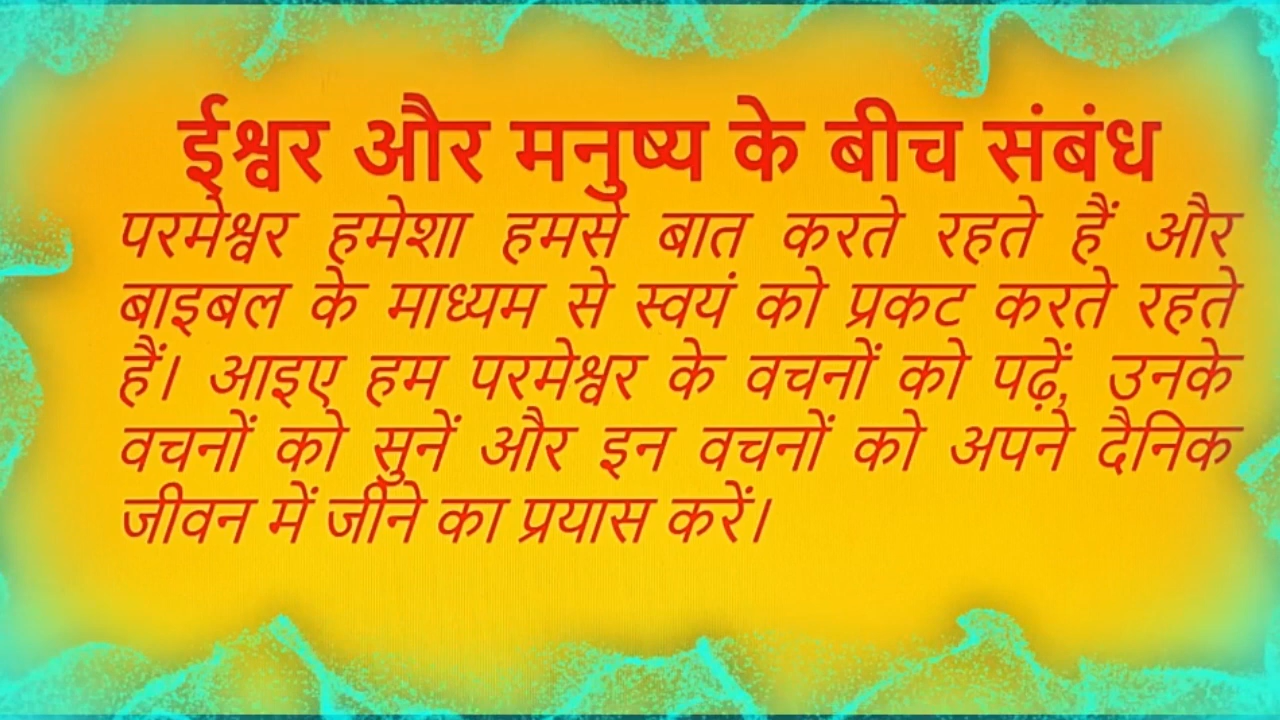 ईश्वर और मनुष्य के बीच संबंध
परमेश्वर हमेशा हमसे बात करते रहते हैं और
बाइबल के माध्यम से स्वयं को प्रकट करते रहते
हैं। आइए हम परमेश्वर के वचनों को पढ़ें, उनके
वचनों को सुनें और इन वचनों को अपने दैनिक
जीवन में जीने का प्रयास करें।